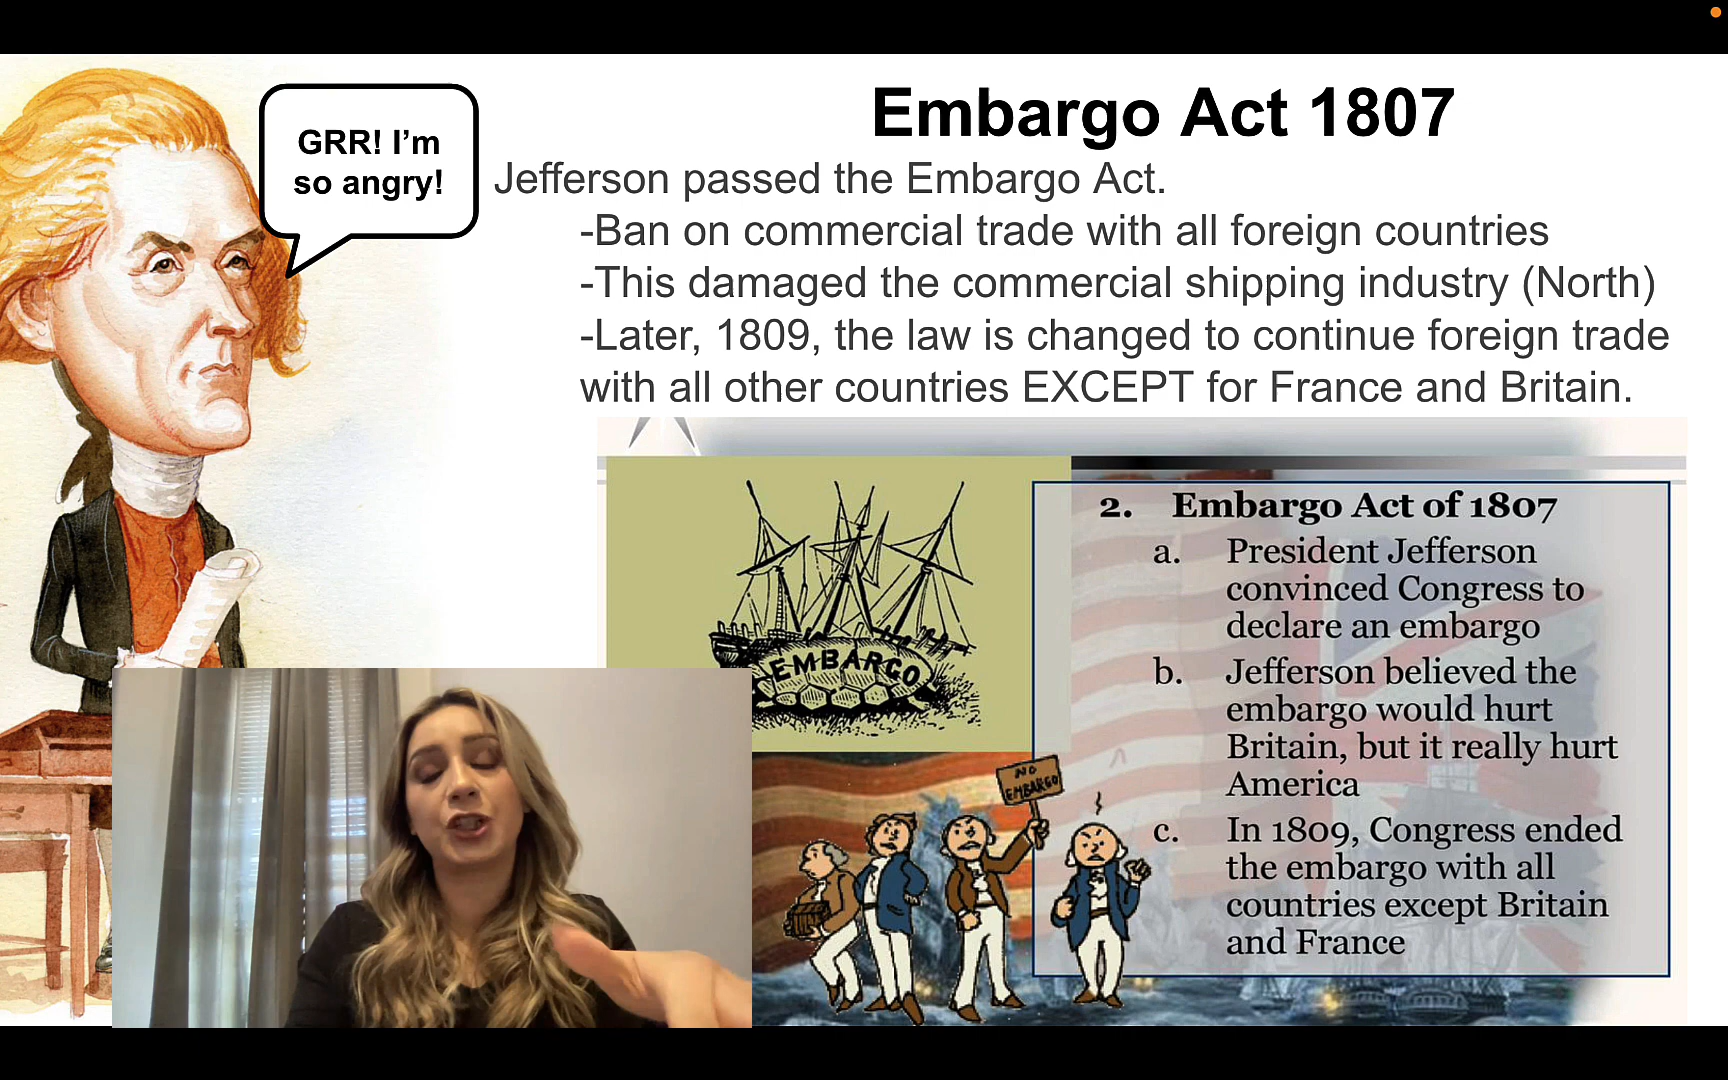 GRR! I’m
so angry!
Embargo Act 1807
Jefferson passed the Embargo Act.
-Ban on commercial trade with all foreign countries
-This damaged the commercial shipping industry (North)
-Later, 1809, the law is changed to continue foreign trade
with all other countries EXCEPT for France and Britain.
EMBARGO
NO
EMBARGO
2. Embargo Act of 1807
a. President Jefferson
convinced Congress to
declare an embargo
b. Jefferson believed the
embargo would hurt
Britain, but it really hurt
America
c. In 1809, Congress ended
the embargo with all
countries except Britain
and France